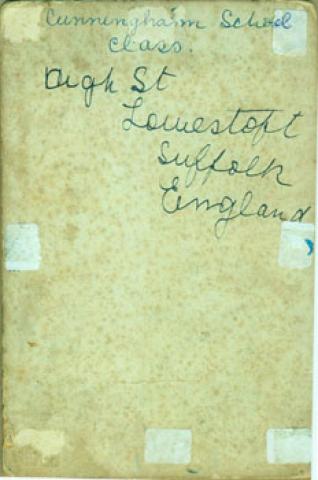 Cunningham School
Class.
High St
Lowestoft
Suffolk
England